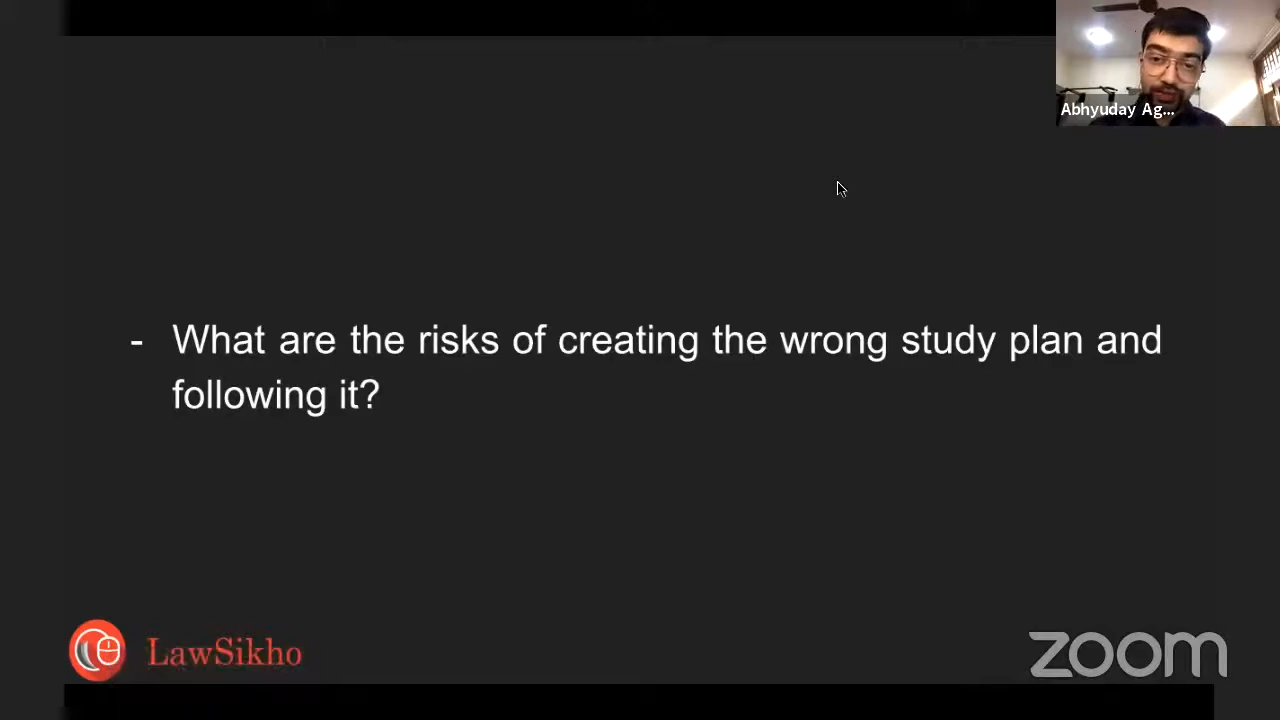 Abhyuday Ag...
- What are the risks of creating the wrong study plan and
following it?
LawSikho
zoom